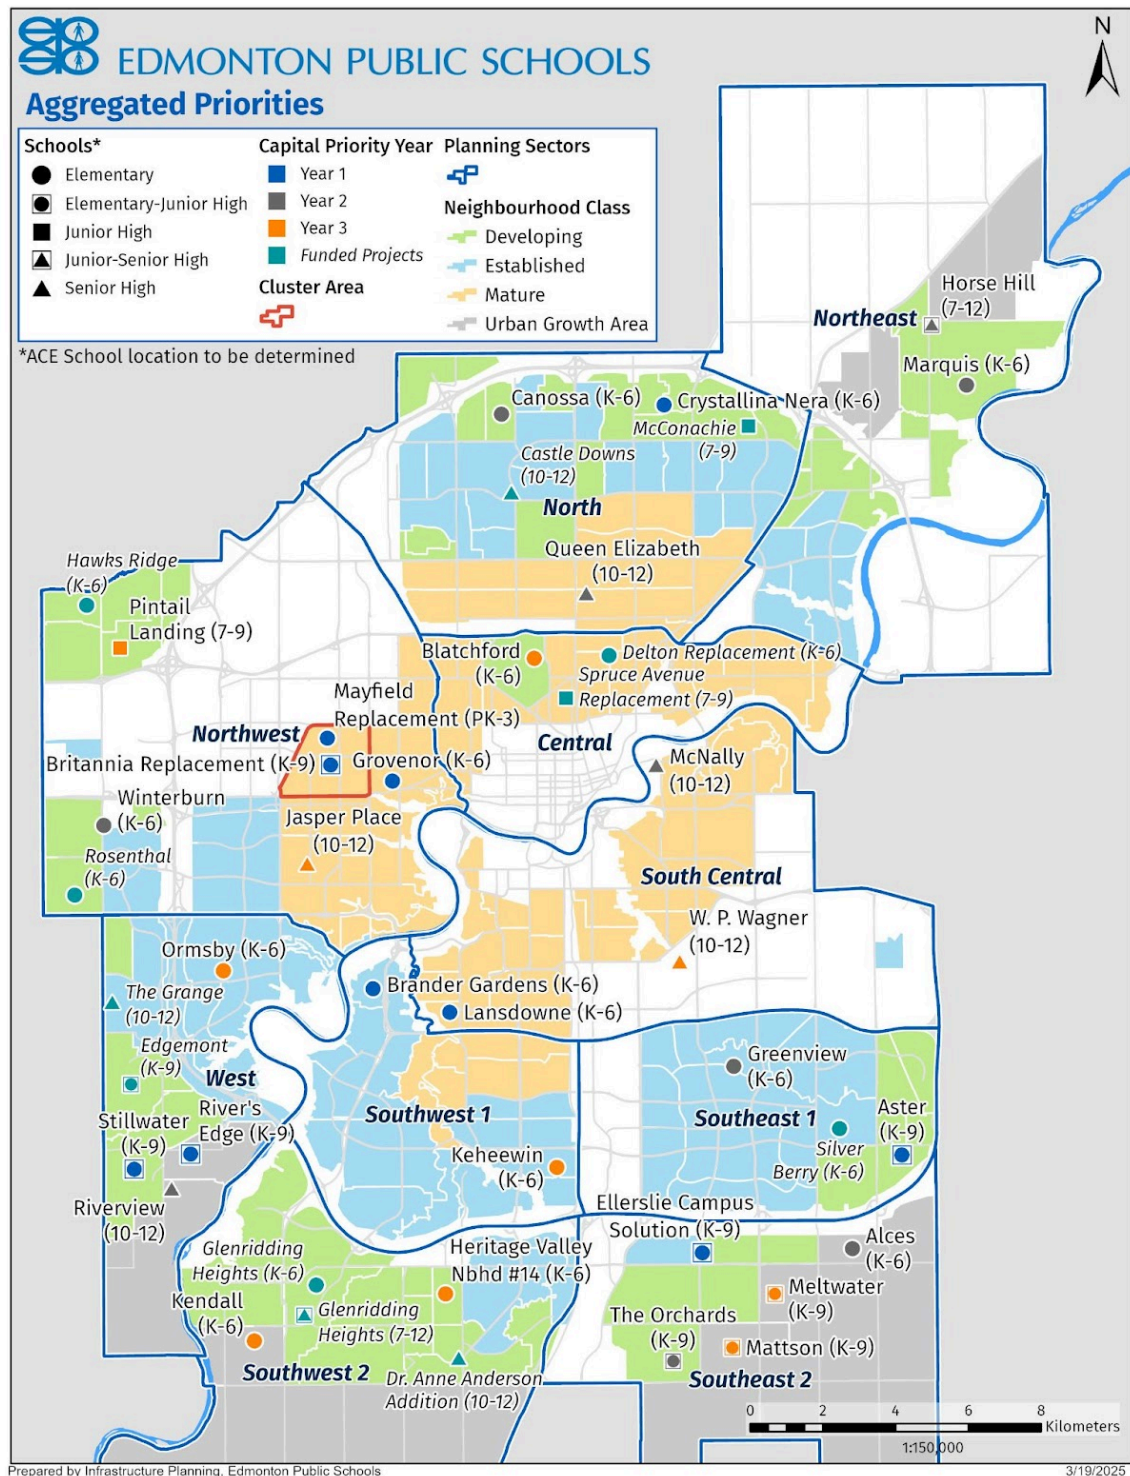 EDMONTON PUBLIC SCHOOLS
Aggregated Priorities
N
Schools*
Elementary
Elementary-Junior High
Junior High
Junior-Senior High
Senior High
Capital Priority Year
Year 1
Year 2
Year 3
Funded Projects
Cluster Area
Planning Sectors
Neighbourhood Class
Developing
Established
Mature
Urban Growth Area
*ACE School location to be determined
Horse Hill
(7-12)
Northeast
Marquis (K-6)
Canossa (K-6)
Crystallina Nera (K-6)
McConachie
(7-9)
Castle Downs
(10-12)
North
Queen Elizabeth
(10-12)
Hawks Ridge
(K-6)
Pintail
Landing (7-9)
Blatchford
(K-6)
Delton Replacement (K-6)
Spruce Avenue
Replacement (7-9)
Mayfield
Replacement (PK-3)
Northwest
Central
Britannia Replacement (K-9)
Grovenor (K-6)
McNally
(10-12)
Winterburn
(K-6)
Jasper Place
(10-12)
Rosenthal
(K-6)
South Central
W. P. Wagner
(10-12)
Ormsby (K-6)
Brander Gardens (K-6)
The Grange
(10-12)
Lansdowne (K-6)
Edgemont
(K-9)
Greenview
(K-6)
West
Southwest 1
Southeast 1
Aster
(K-9)
Stillwater
(K-9)
River's
Edge (K-9)
Silver
Berry (K-6)
Keheewin
(K-6)
Riverview
(10-12)
Ellerslie Campus
Solution (K-9)
Alces
(K-6)
Glenridding
Heights (K-6)
Heritage Valley
Nbhd #14 (K-6)
Meltwater
(K-9)
Kendall
(K-6)
Glenridding
Heights (7-12)
The Orchards
(K-9)
Mattson (K-9)
Southwest 2
Dr. Anne Anderson
Addition (10-12)
Southeast 2
0 2 4 6 8
Kilometers
1:150,000
Prepared by Infrastructure Planning, Edmonton Public Schools
3/19/2025